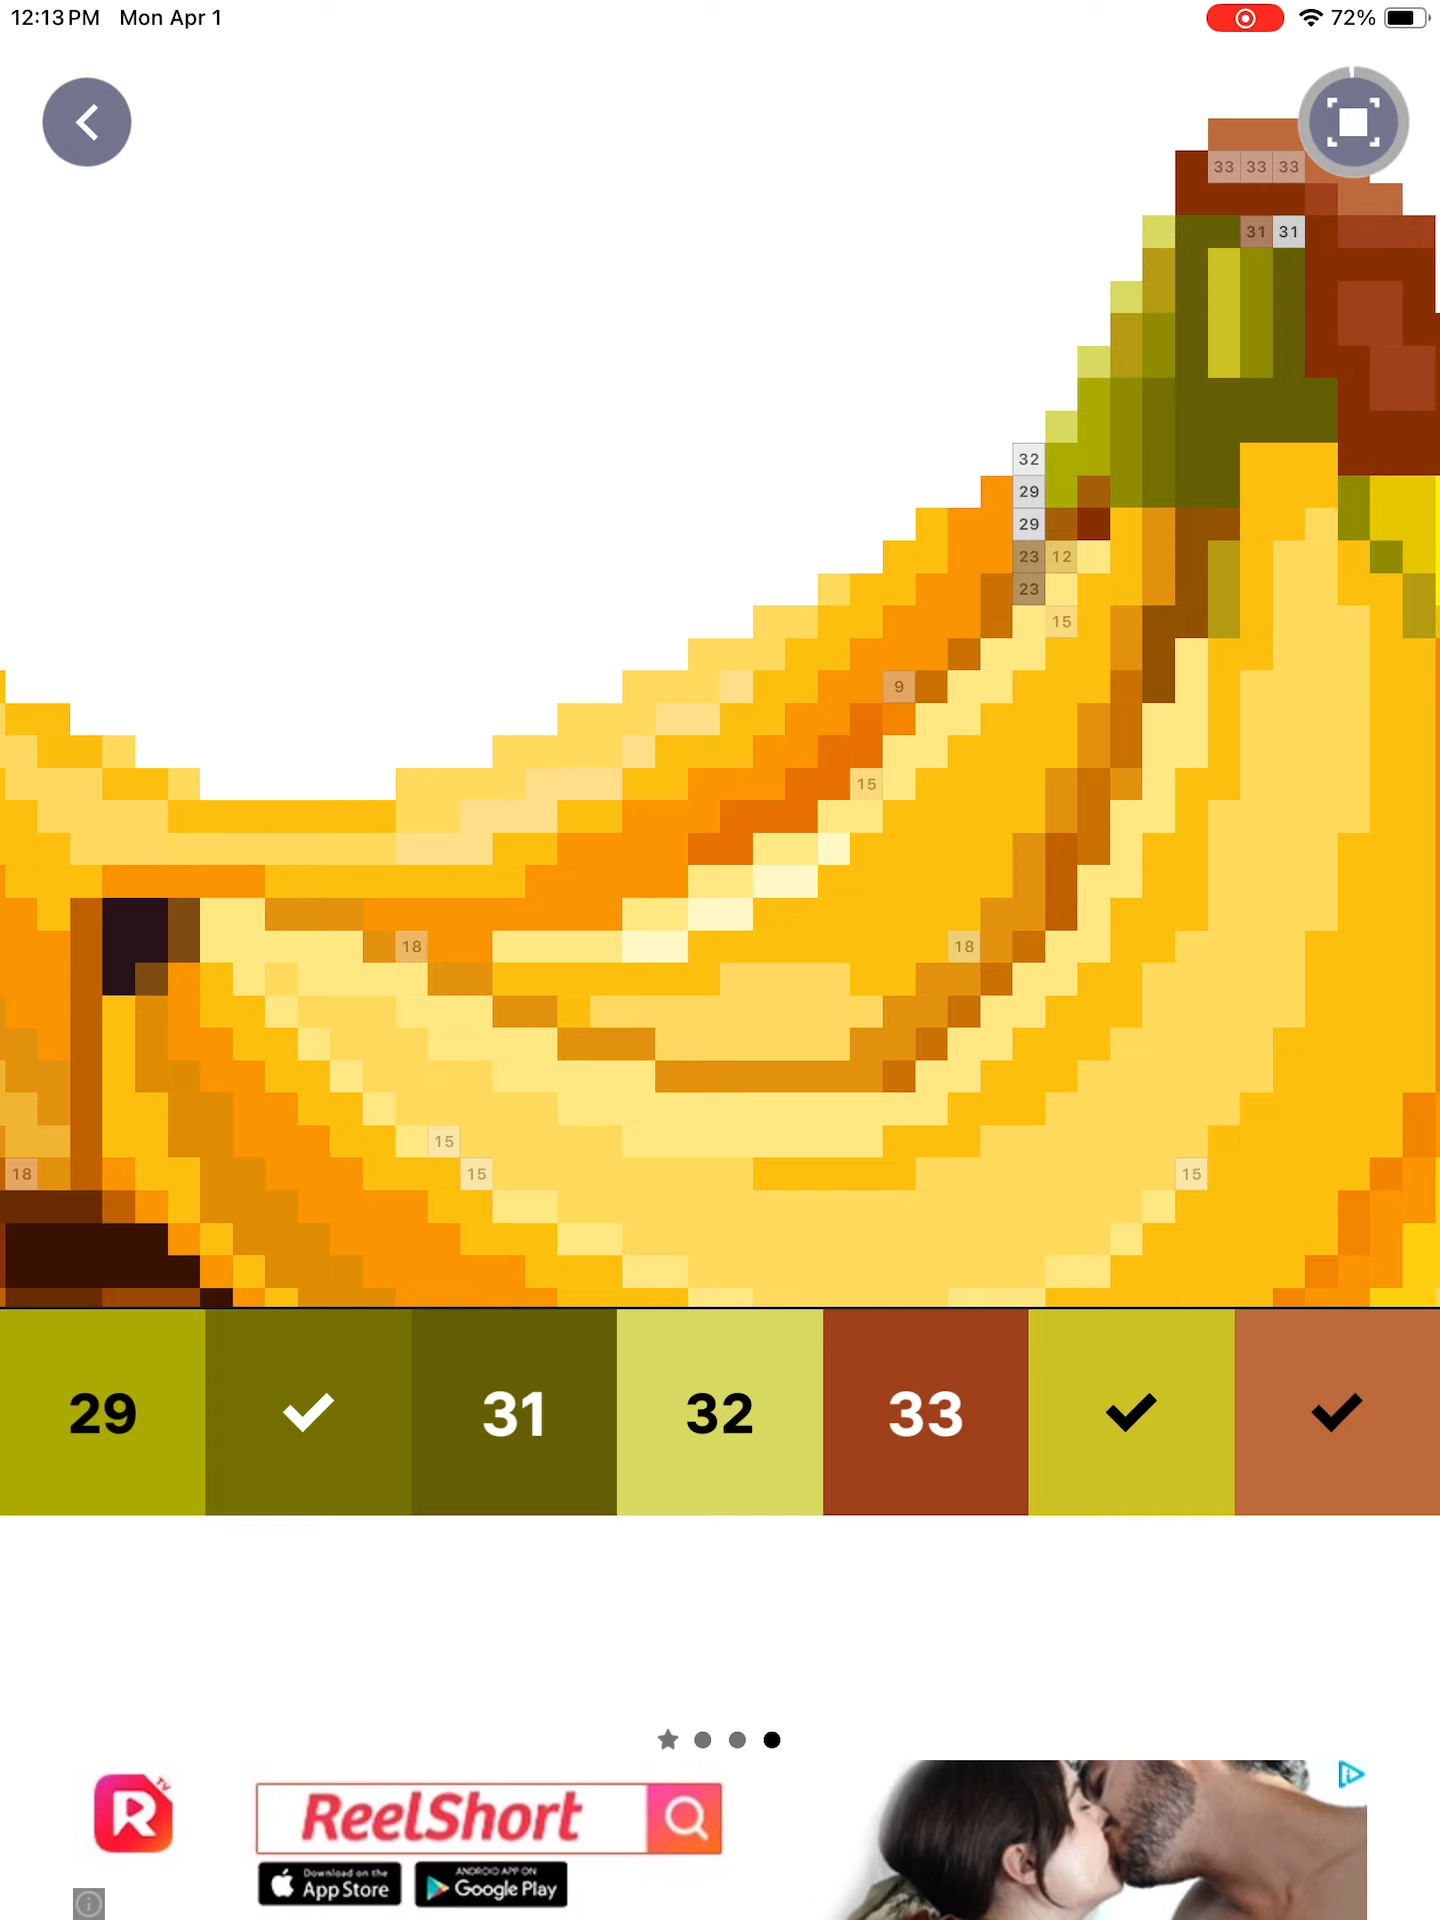 12:13 PM Mon Apr 1 72%
33 33 33
31 31
32
29
29
23 12
23
15
9
15
18 18
15
18 15 15
29 31 32 33
TV
R
ReelShort
Download on the
App Store
ANDROID APP ON
Google Play